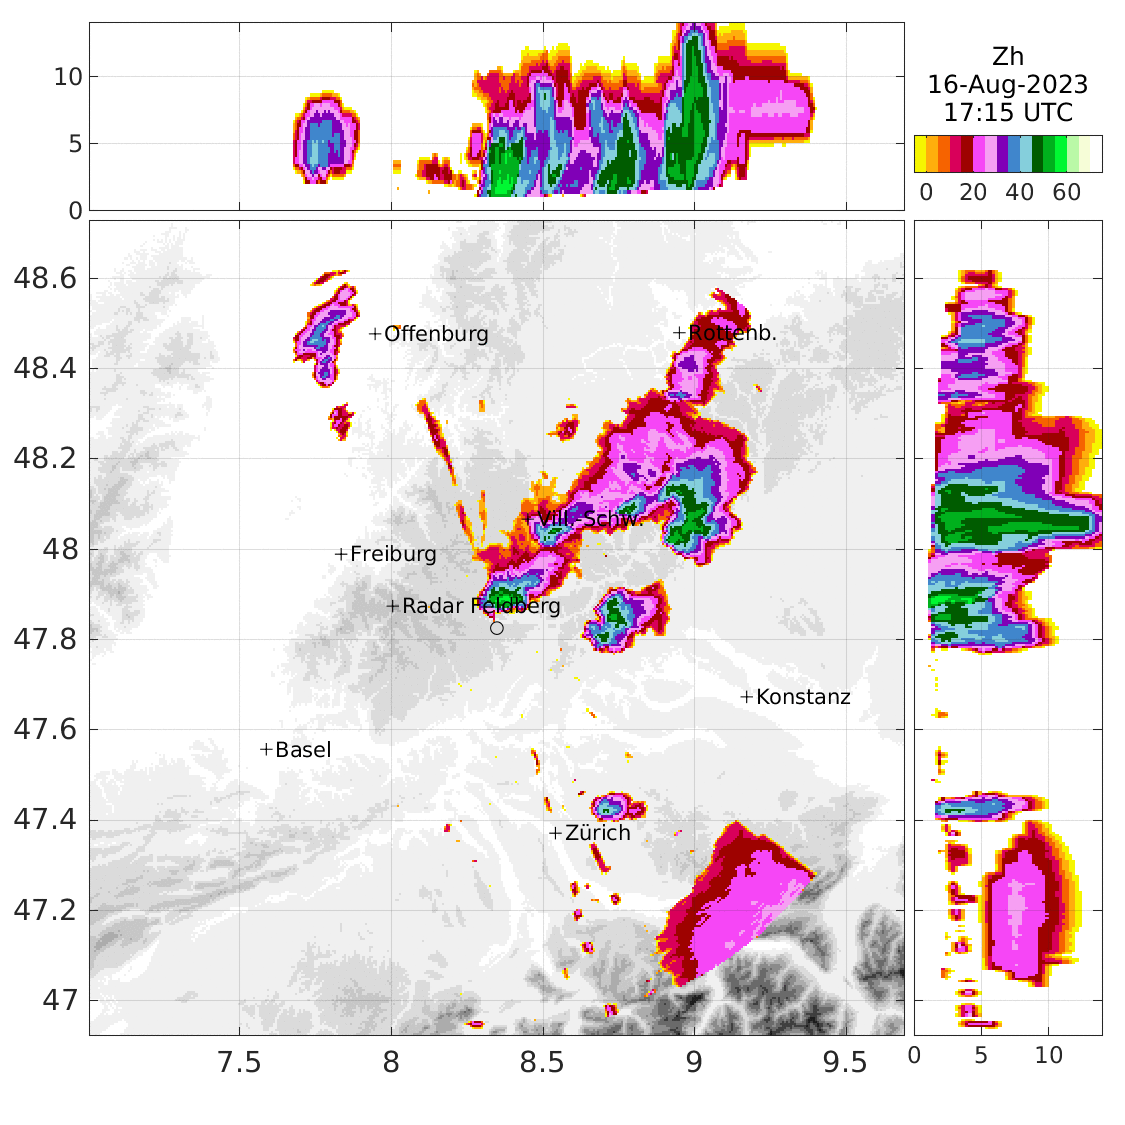 Zh
16-Aug-2023
17:15 UTC
0 20 40 60
10
5
0
48.6
48.4
48.2
48
47.8
47.6
47.4
47.2
47
Offenburg
Rottenb.
Vill.-Schw.
Freiburg
Radar Feldberg
Konstanz
Basel
Zürich
7.5 8 8.5 9 9.5
0 5 10